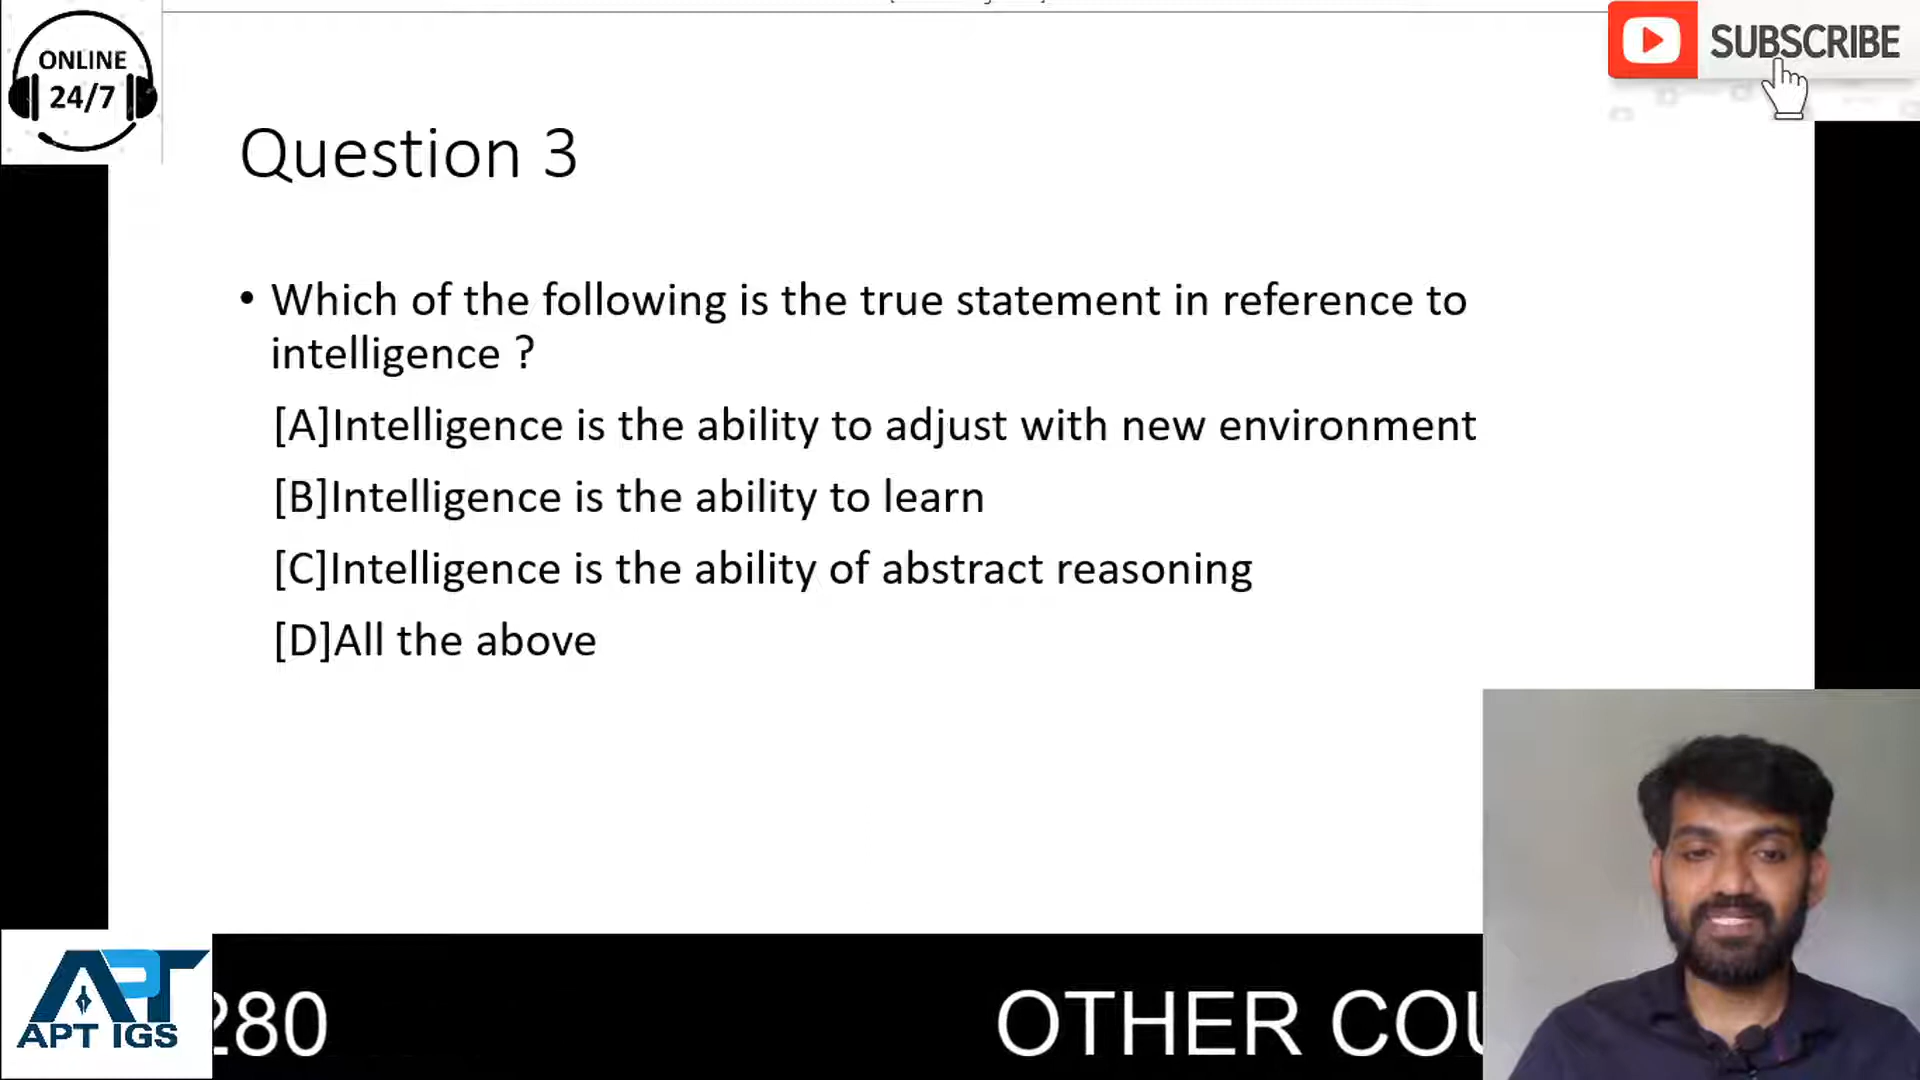 ONLINE
24/7
SUBSCRIBE
Question 3
• Which of the following is the true statement in reference to
intelligence ?
[A]Intelligence is the ability to adjust with new environment
[B]Intelligence is the ability to learn
[C]Intelligence is the ability of abstract reasoning
[D]All the above
APT
APT IGS
280
OTHER COU